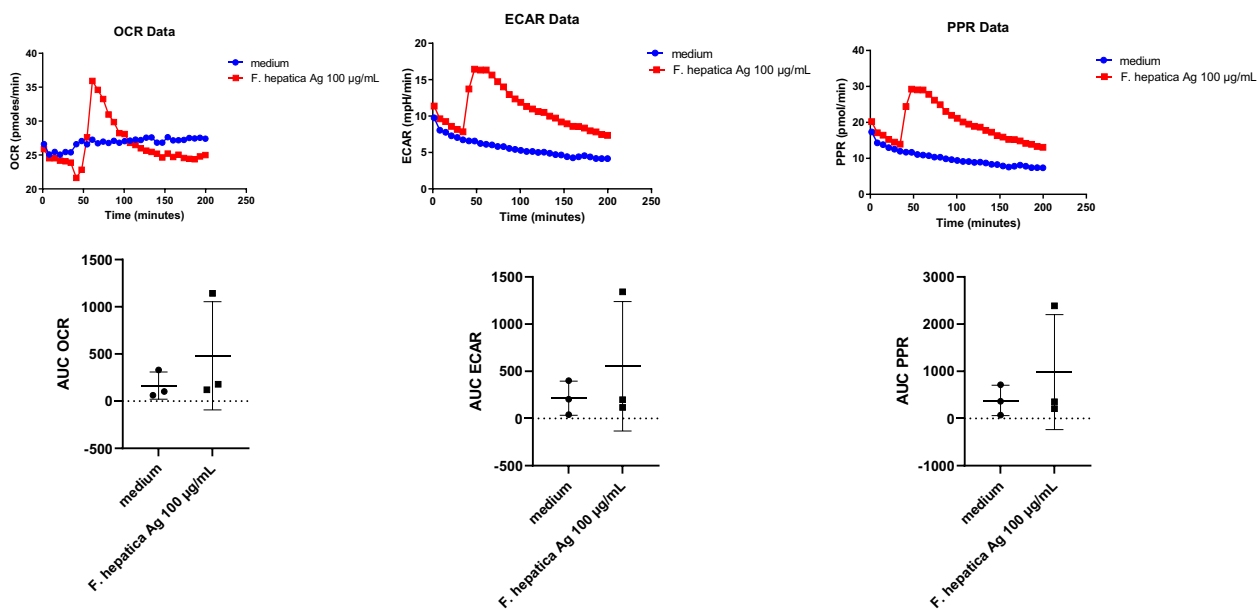 OCR Data
OCR (pmoles/min)
40
35
30
25
20
0
50
100
150
200
250
Time (minutes)
medium
F. hepatica Ag 100 µg/mL
ECAR Data
ECAR (mpH/min)
20
15
10
5
0
0
50
100
150
200
250
Time (minutes)
medium
F. hepatica Ag 100 µg/mL
PPR Data
PPR (pmol/min)
40
30
20
10
0
0
50
100
150
200
250
Time (minutes)
medium
F. hepatica Ag 100 µg/mL
AUC OCR
1500
1000
500
0
-500
medium
F. hepatica Ag 100 µg/mL
AUC ECAR
1500
1000
500
0
-500
medium
F. hepatica Ag 100 µg/mL
AUC PPR
3000
2000
1000
0
-1000
medium
F. hepatica Ag 100 µg/mL